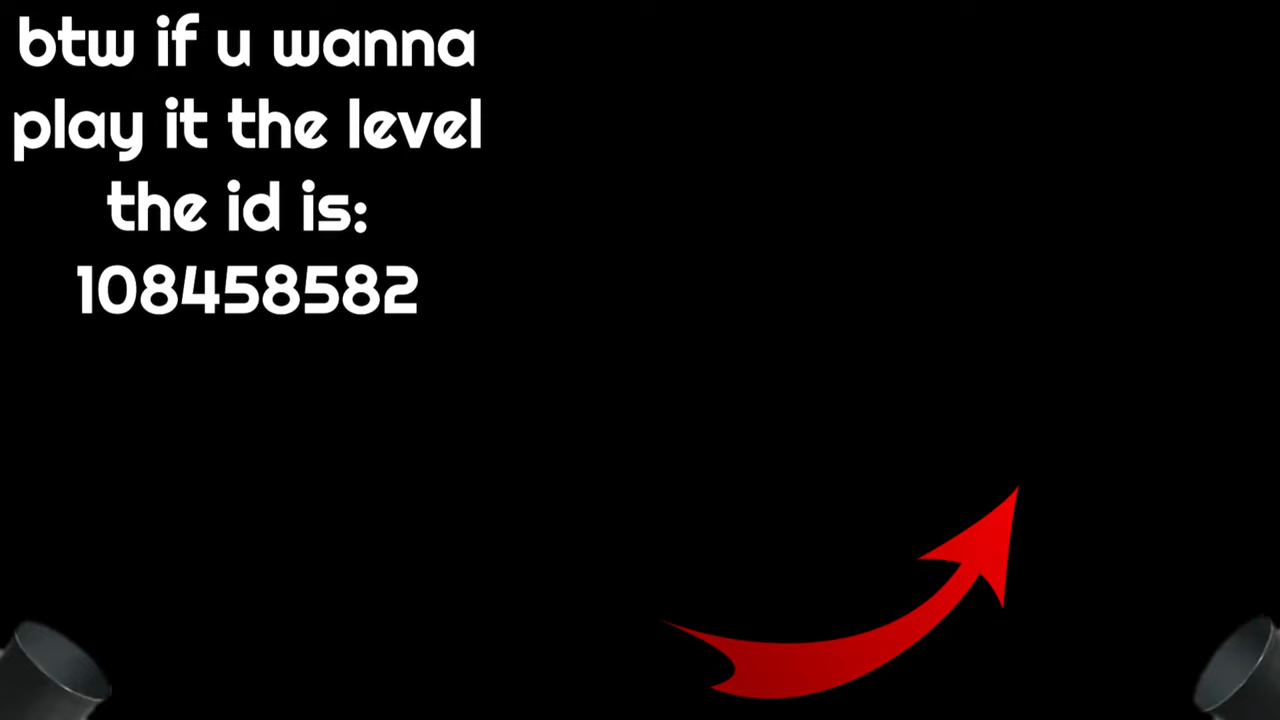 btw if u wanna
play it the level
the id is:
108458582